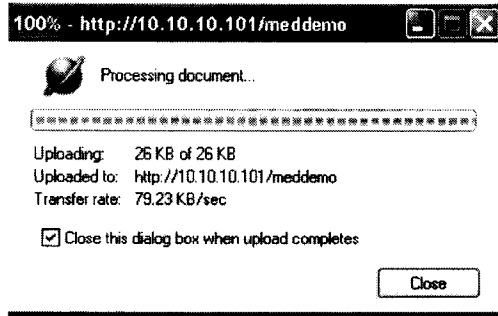 100% - http://10.10.10.101/meddemo
Processing document...
Uploading: 26 KB of 26 KB
Uploaded to: http://10.10.10.101/meddemo
Transfer rate: 79.23 KB/sec
Close this dialog box when upload completes
Close